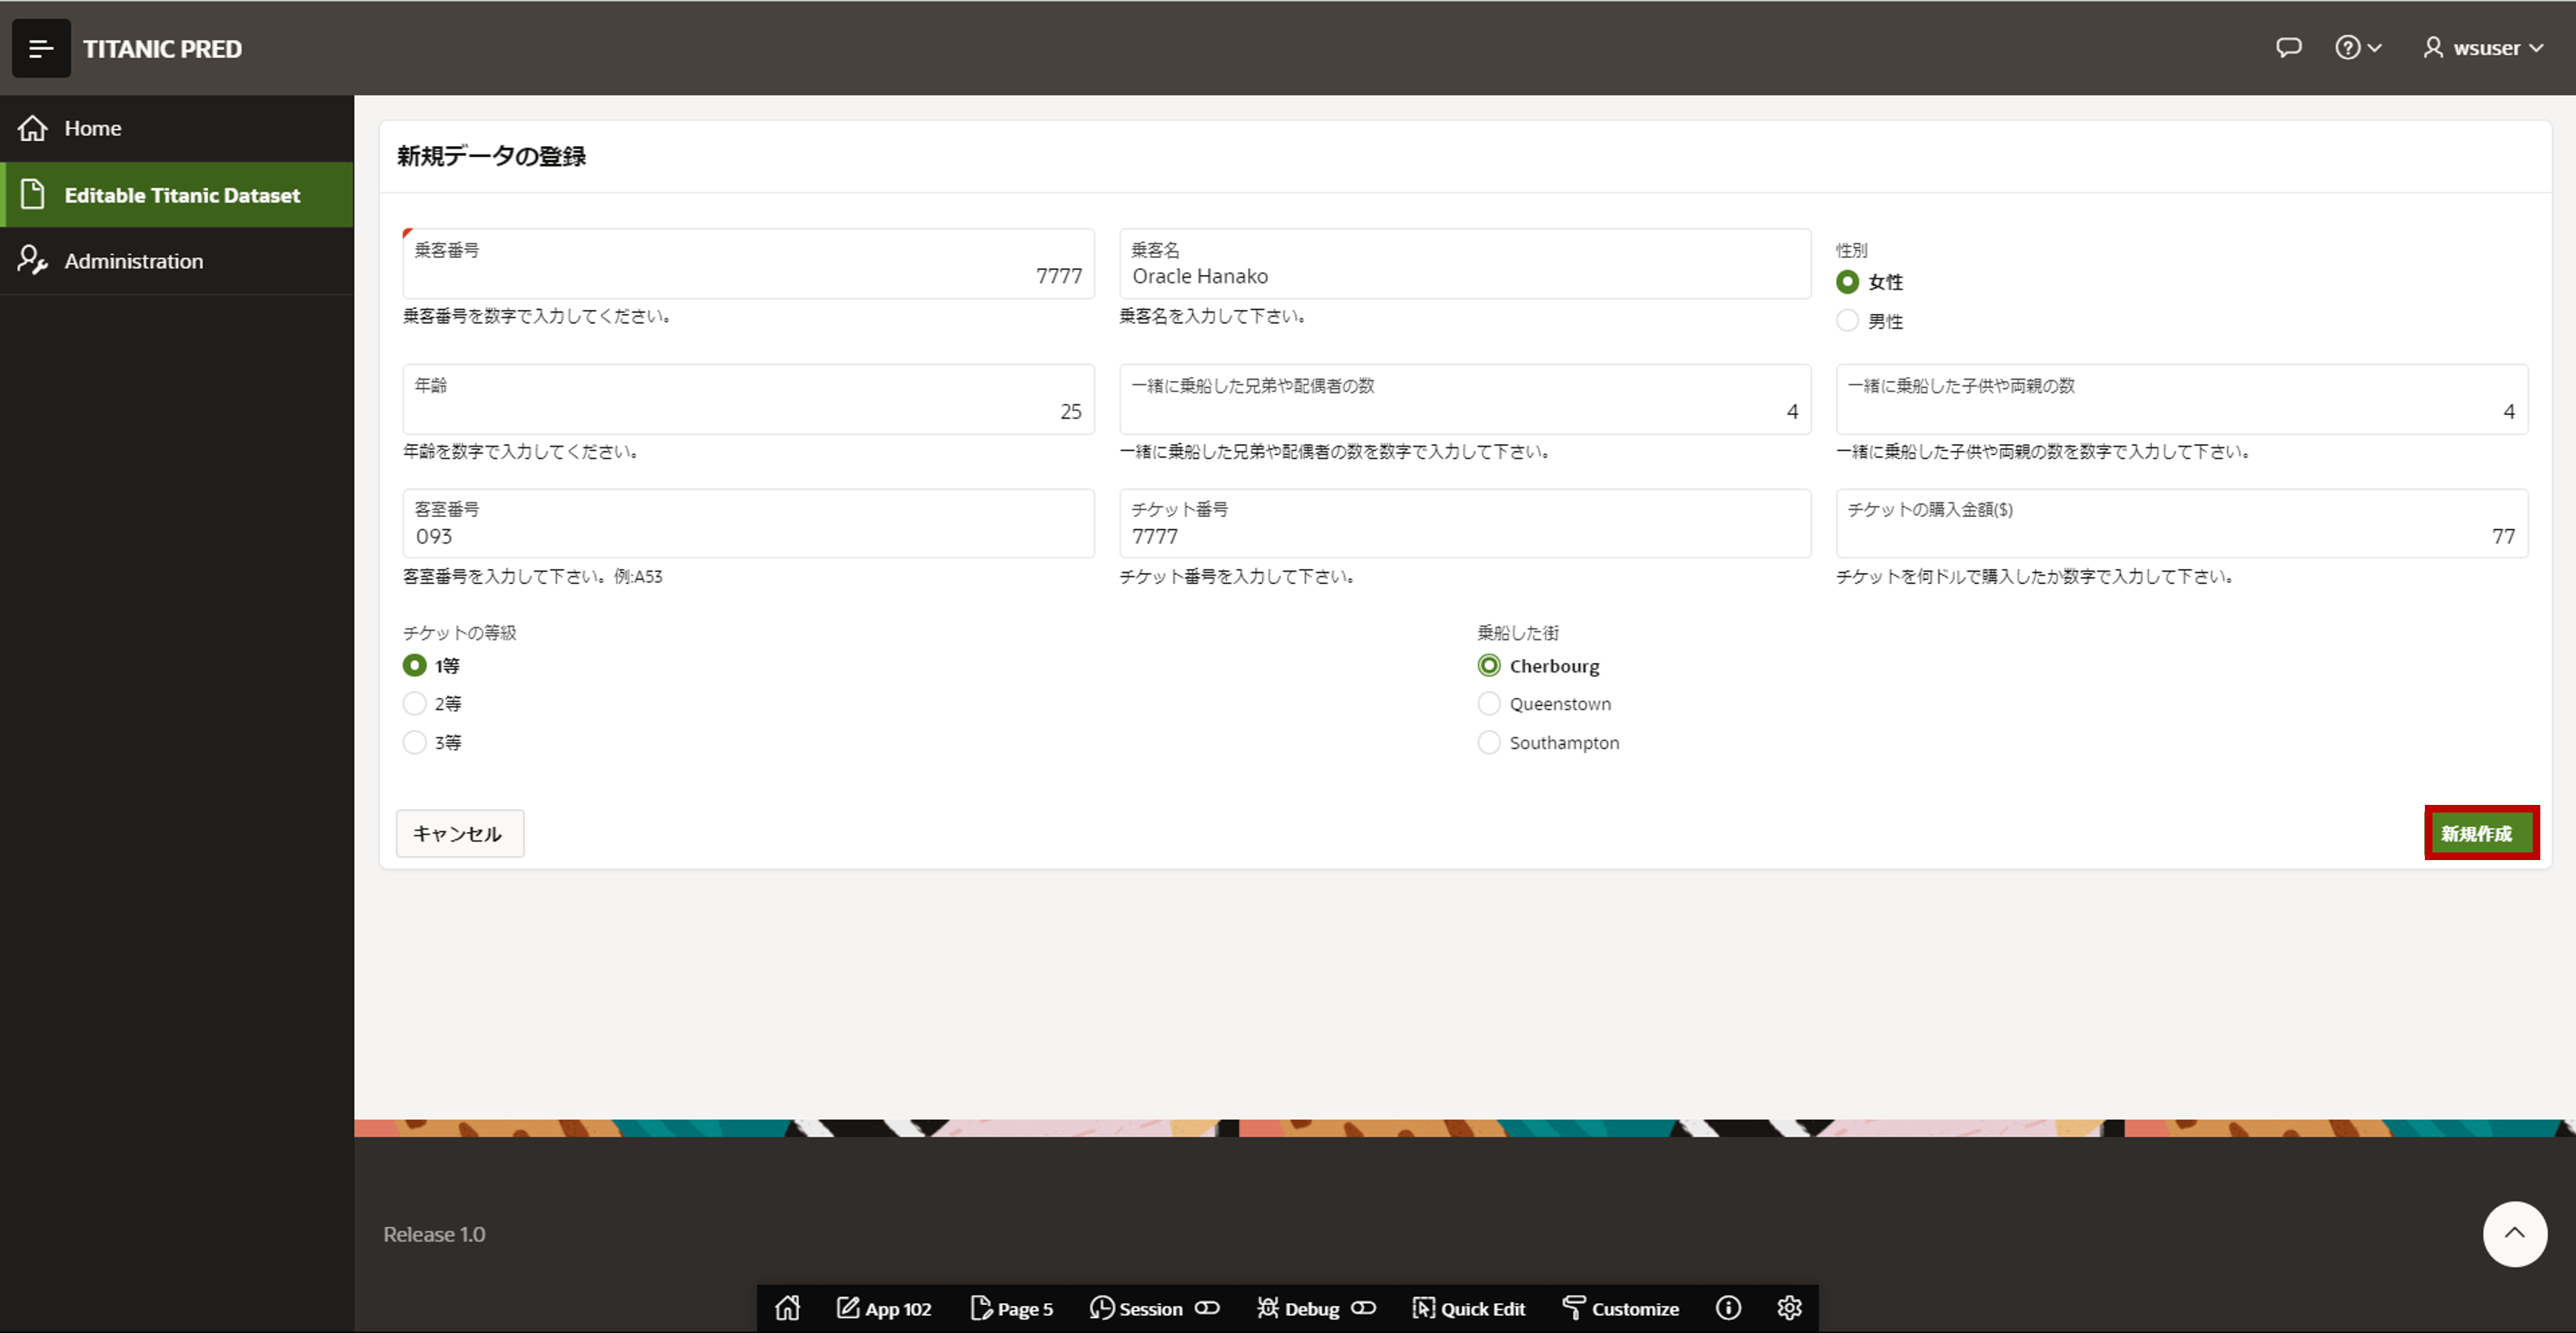 TITANIC PRED
wsuser
Home
Editable Titanic Dataset
Administration
新規データの登録
乗客番号
7777
乗客番号を数字で入力してください。
乗客名
Oracle Hanako
乗客名を入力して下さい。
性別
女性
男性
年齢
25
年齢を数字で入力してください。
一緒に乗船した兄弟や配偶者の数
4
一緒に乗船した兄弟や配偶者の数を数字で入力して下さい。
一緒に乗船した子供や両親の数
4
一緒に乗船した子供や両親の数を数字で入力して下さい。
客室番号
093
客室番号を入力して下さい。例:A53
チケット番号
7777
チケット番号を入力して下さい。
チケットの購入金額($)
77
チケットを何ドルで購入したか数字で入力して下さい。
チケットの等級
1等
2等
3等
乗船した街
Cherbourg
Queenstown
Southampton
キャンセル
新規作成
Release 1.0
App 102
Page 5
Session
Debug
Quick Edit
Customize